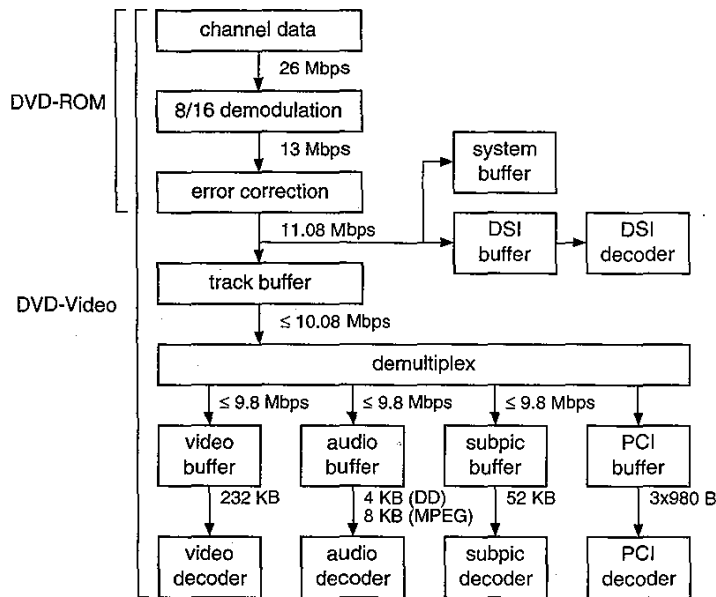 channel data
26 Mbps
DVD-ROM
8/16 demodulation
13 Mbps
system
buffer
error correction
11.08 Mbps
DSI
buffer
DSI
decoder
track buffer
DVD-Video
≤ 10.08 Mbps
demultiplex
≤ 9.8 Mbps
≤ 9.8 Mbps
≤ 9.8 Mbps
video
buffer
audio
buffer
subpic
buffer
PCI
buffer
232 KB
4 KB (DD)
8 KB (MPEG)
52 KB
3x980 B
video
decoder
audio
decoder
subpic
decoder
PCI
decoder